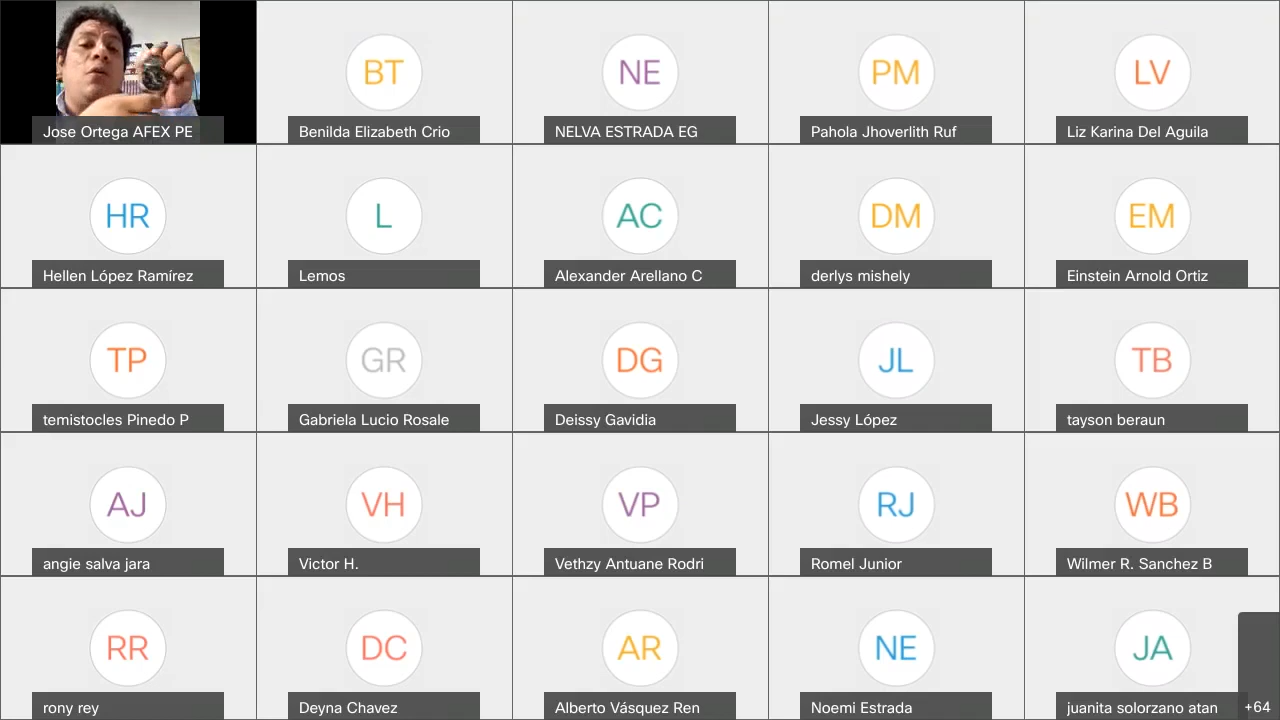 Jose Ortega AFEX PE
BT
Benilda Elizabeth Crio
NE
NELVA ESTRADA EG
PM
Pahola Jhoverlith Ruf
LV
Liz Karina Del Aguila
HR
Hellen López Ramírez
L
Lemos
AC
Alexander Arellano C
DM
derlys mishely
EM
Einstein Arnold Ortiz
TP
temistocles Pinedo P
GR
Gabriela Lucio Rosale
DG
Deissy Gavidia
JL
Jessy López
TB
tayson beraun
AJ
angie salva jara
VH
Victor H.
VP
Vethzy Antuane Rodri
RJ
Romel Junior
WB
Wilmer R. Sanchez B
RR
rony rey
DC
Deyna Chavez
AR
Alberto Vásquez Ren
NE
Noemi Estrada
JA
juanita solorzano atan
+64